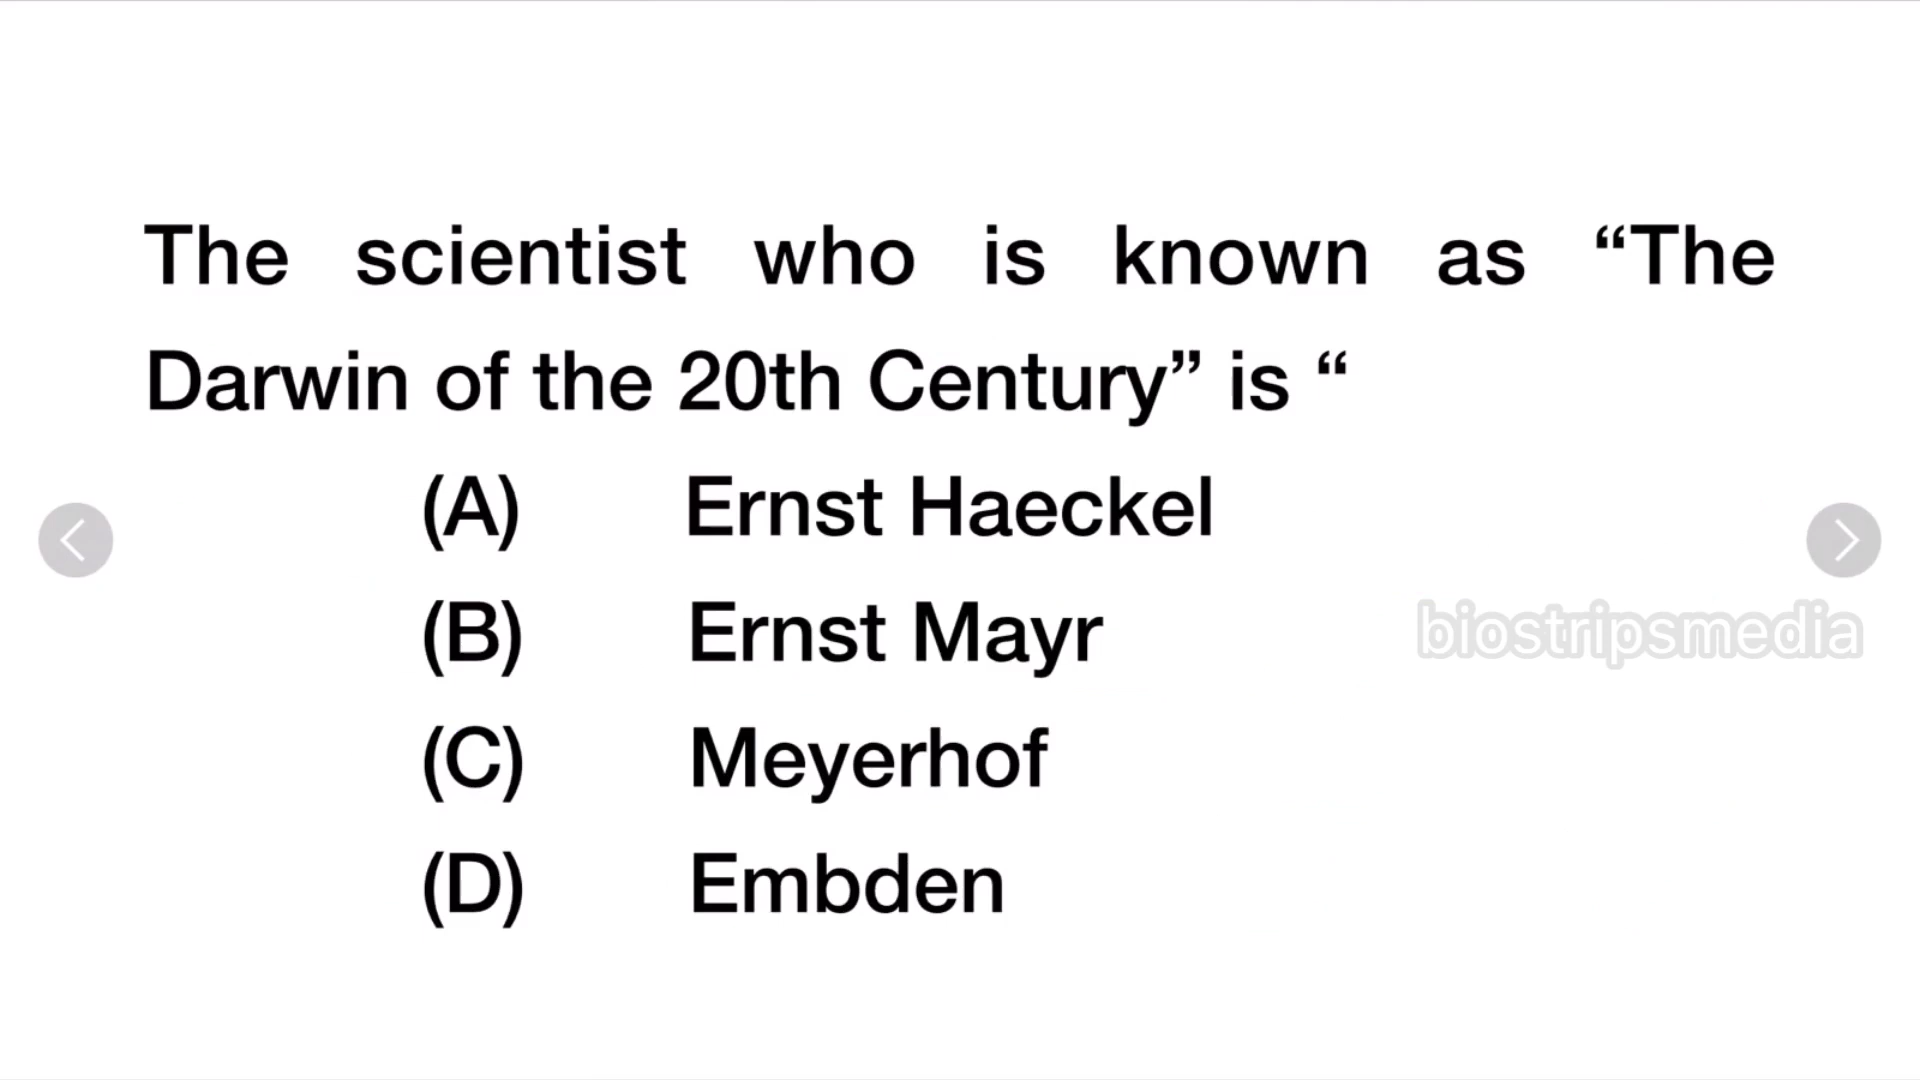 The scientist who is known as “The
Darwin of the 20th Century” is “
(A) Ernst Haeckel
(B) Ernst Mayr
biostripsmedia
(C) Meyerhof
(D) Embden